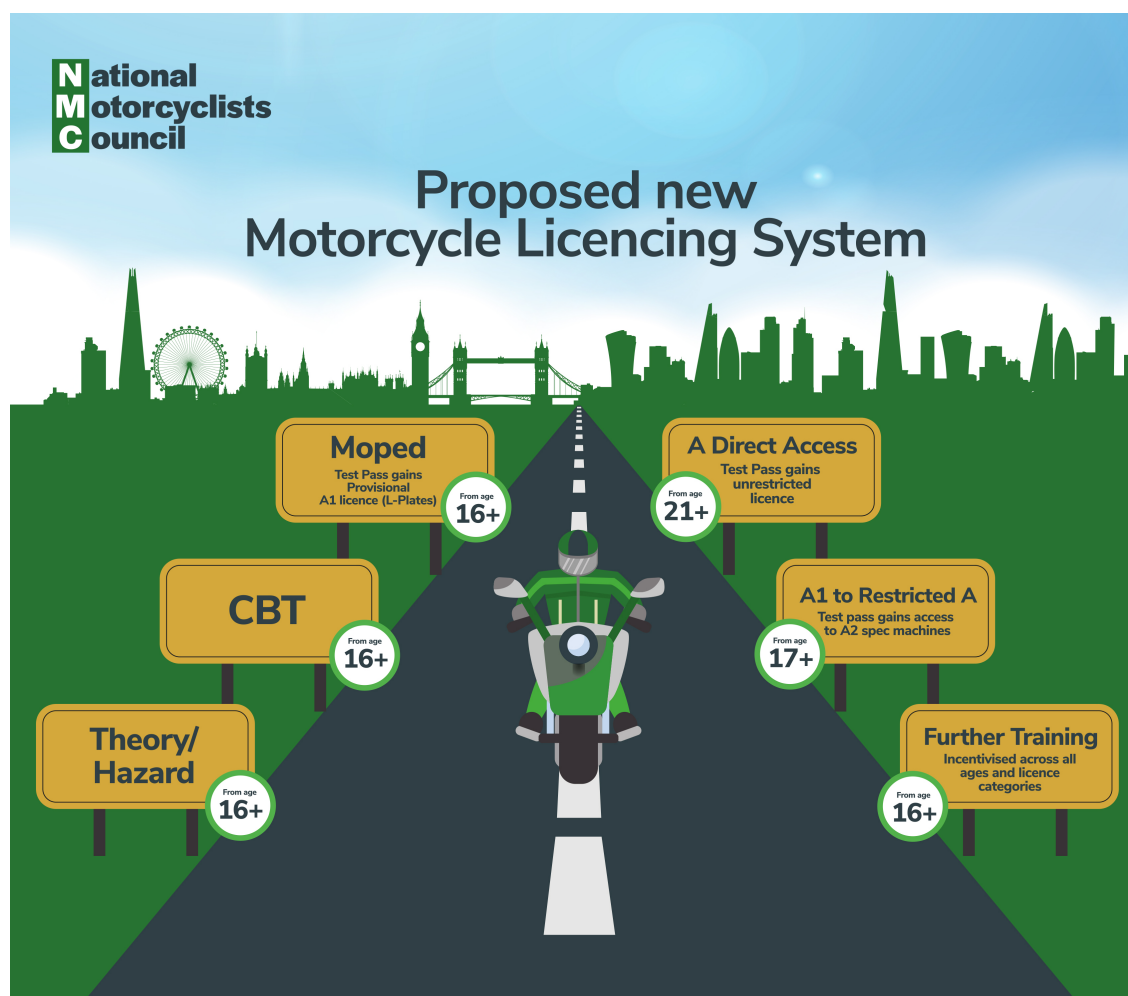 National
Motorcyclists
Council
Proposed new
Motorcycle Licencing System
Moped
Test Pass gains
Provisional
A1 licence (L-Plates)
From age
16+
A Direct Access
Test Pass gains
unrestricted
licence
From age
21+
CBT
From age
16+
A1 to Restricted A
Test pass gains access
to A2 spec machines
From age
17+
Theory/
Hazard
From age
16+
Further Training
Incentivised across all
ages and licence
categories
From age
16+